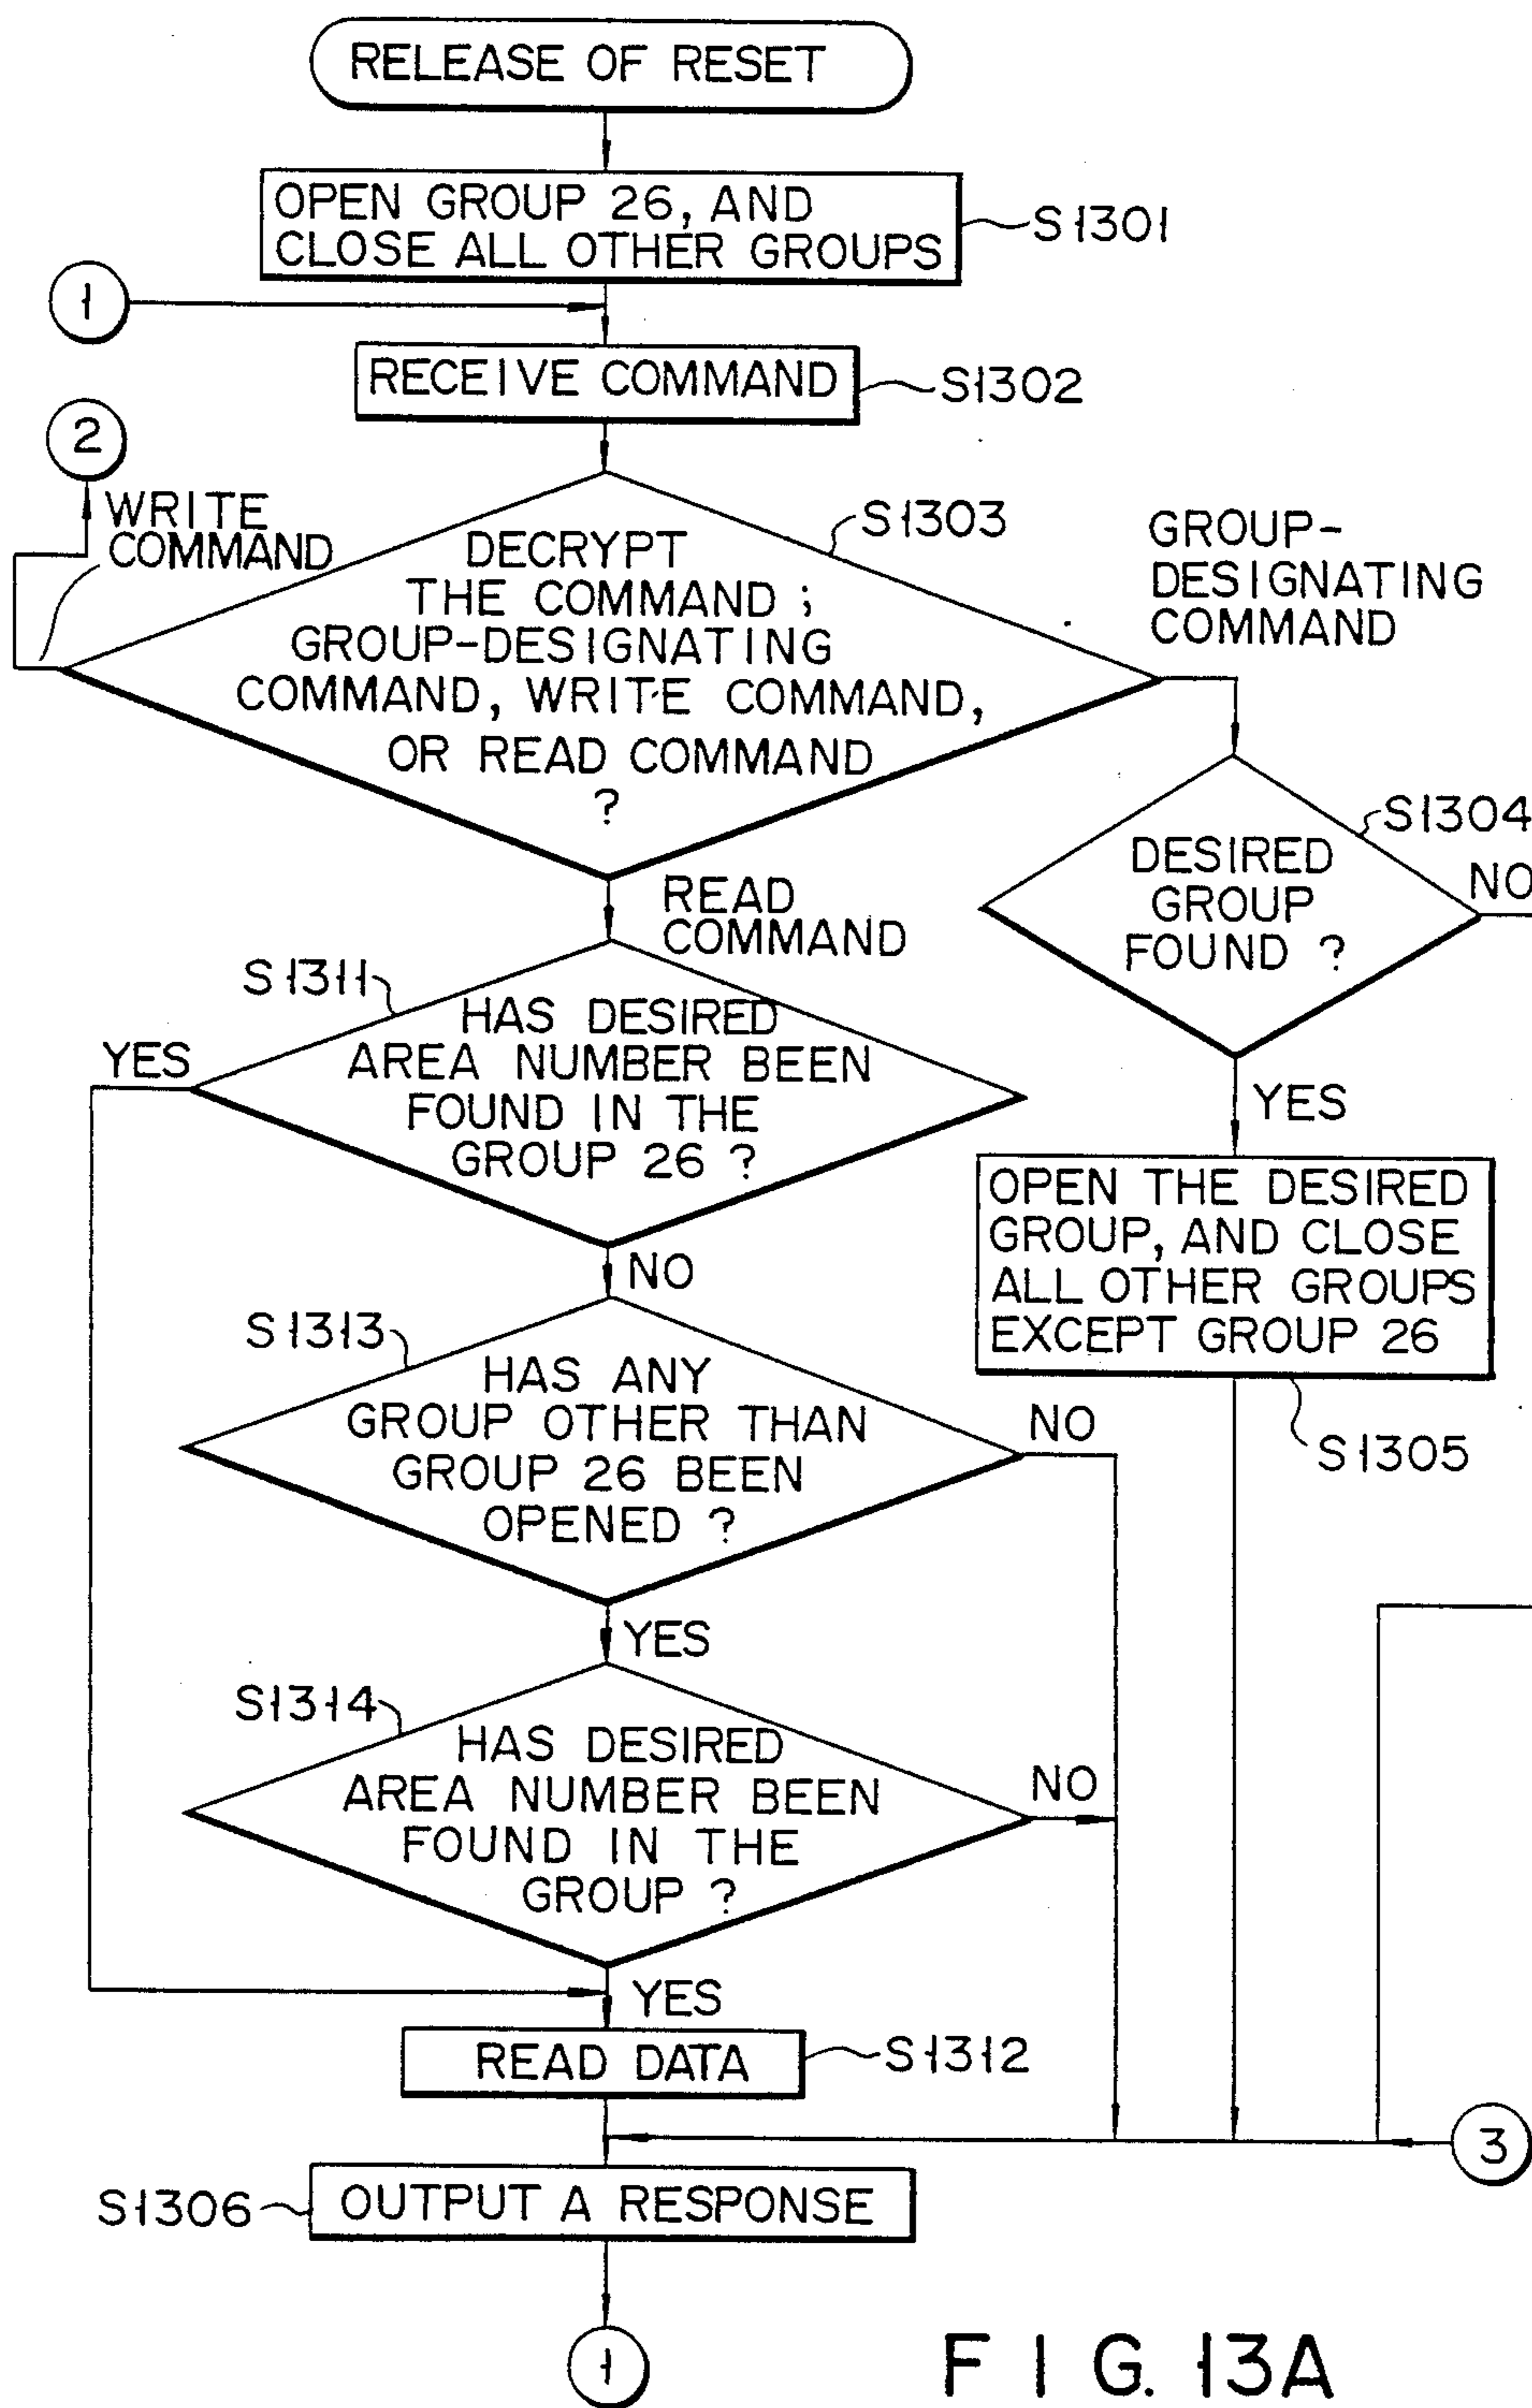 RELEASE OF RESET
OPEN GROUP 26, AND
CLOSE ALL OTHER GROUPS
S1301
1
RECEIVE COMMAND
S1302
2
WRITE
COMMAND
S1303
DECRYPT
THE COMMAND ;
GROUP-DESIGNATING
COMMAND, WRITE COMMAND,
OR READ COMMAND
?
GROUP-
DESIGNATING
COMMAND
S1304
DESIRED
GROUP
FOUND ?
NO
READ
COMMAND
S1311
HAS DESIRED
AREA NUMBER BEEN
FOUND IN THE
GROUP 26 ?
YES
YES
OPEN THE DESIRED
GROUP, AND CLOSE
ALL OTHER GROUPS
EXCEPT GROUP 26
S1305
NO
S1313
HAS ANY
GROUP OTHER THAN
GROUP 26 BEEN
OPENED ?
NO
YES
S1314
HAS DESIRED
AREA NUMBER BEEN
FOUND IN THE
GROUP ?
NO
YES
READ DATA
S1312
3
S1306
OUTPUT A RESPONSE
1
FIG. 13A